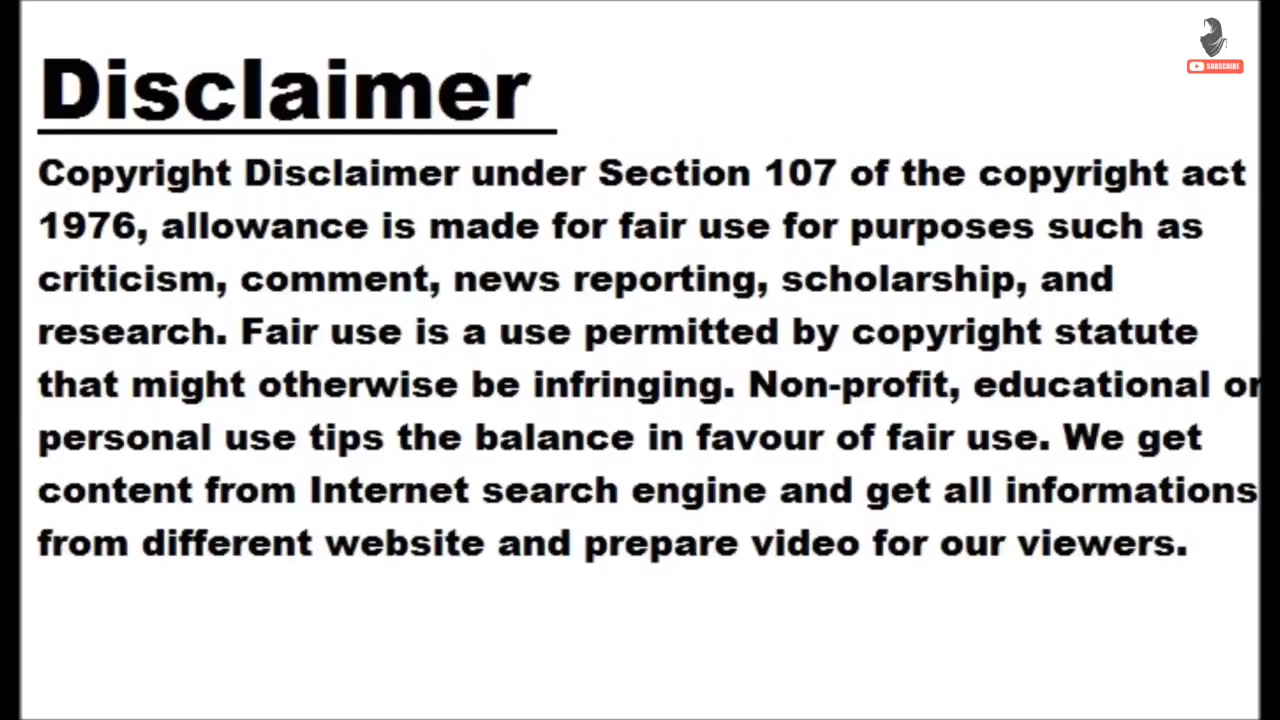 SUBSCRIBE
Disclaimer
Copyright Disclaimer under Section 107 of the copyright act
1976, allowance is made for fair use for purposes such as
criticism, comment, news reporting, scholarship, and
research. Fair use is a use permitted by copyright statute
that might otherwise be infringing. Non-profit, educational or
personal use tips the balance in favour of fair use. We get
content from Internet search engine and get all informations
from different website and prepare video for our viewers.